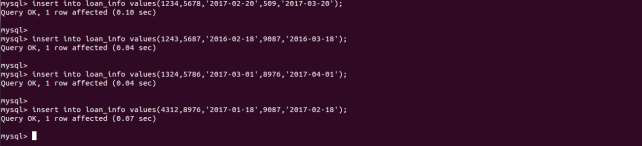 mysql> insert into loan_info values(1234,5678,'2017-02-20',509,'2017-03-20');
Query OK, 1 row affected (0.10 sec)
mysql>
mysql> insert into loan_info values(1243,5687,'2016-02-18',9087,'2016-03-18');
Query OK, 1 row affected (0.04 sec)
mysql>
mysql> insert into loan_info values(1324,5786,'2017-03-01',8976,'2017-04-01');
Query OK, 1 row affected (0.04 sec)
mysql>
mysql> insert into loan_info values(4312,8976,'2017-01-18',9087,'2017-02-18');
Query OK, 1 row affected (0.07 sec)
mysql>